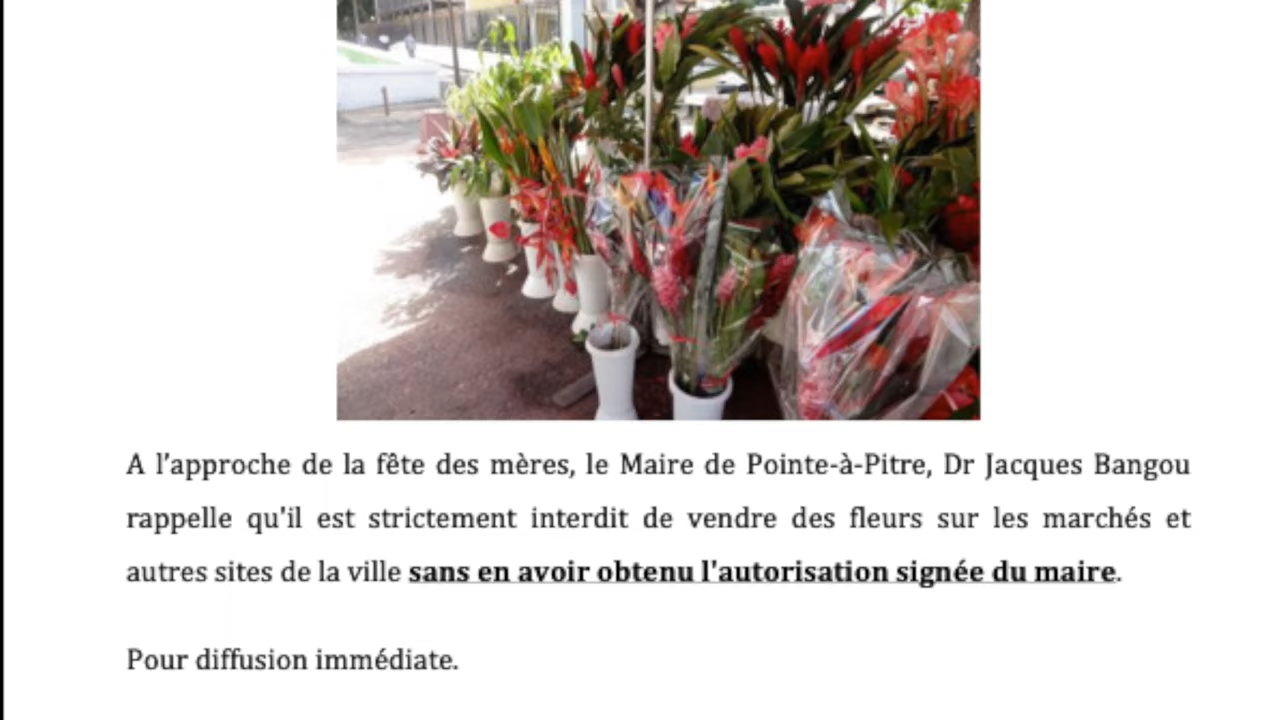 A l'approche de la fête des mères, le Maire de Pointe-à-Pitre, Dr Jacques Bangou
rappelle qu'il est strictement interdit de vendre des fleurs sur les marchés et
autres sites de la ville sans en avoir obtenu l'autorisation signée du maire.
Pour diffusion immédiate.